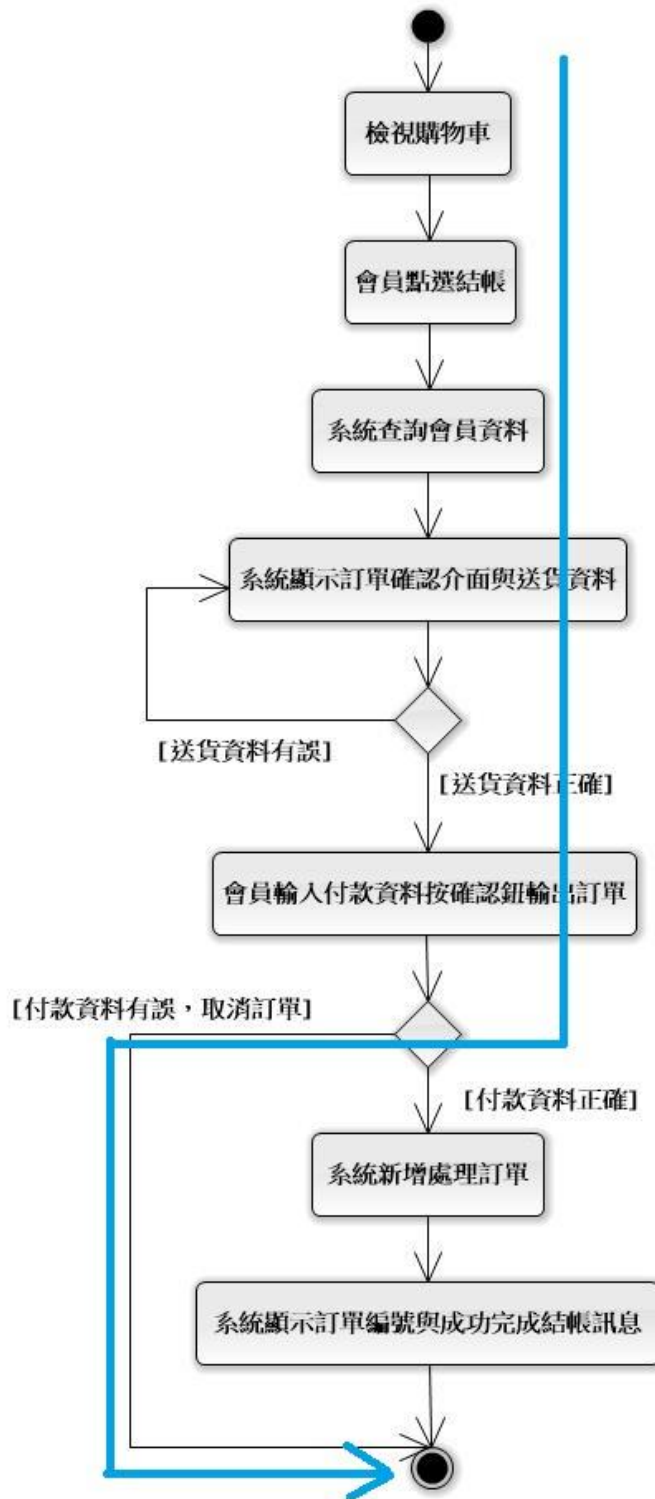 檢視購物車
會員點選結帳
系統查詢會員資料
系統顯示訂單確認介面與送貨資料
[送貨資料有誤]
[送貨資料正確]
會員輸入付款資料按確認鈕輸出訂單
[付款資料有誤，取消訂單]
[付款資料正確]
系統新增處理訂單
系統顯示訂單編號與成功完成結帳訊息